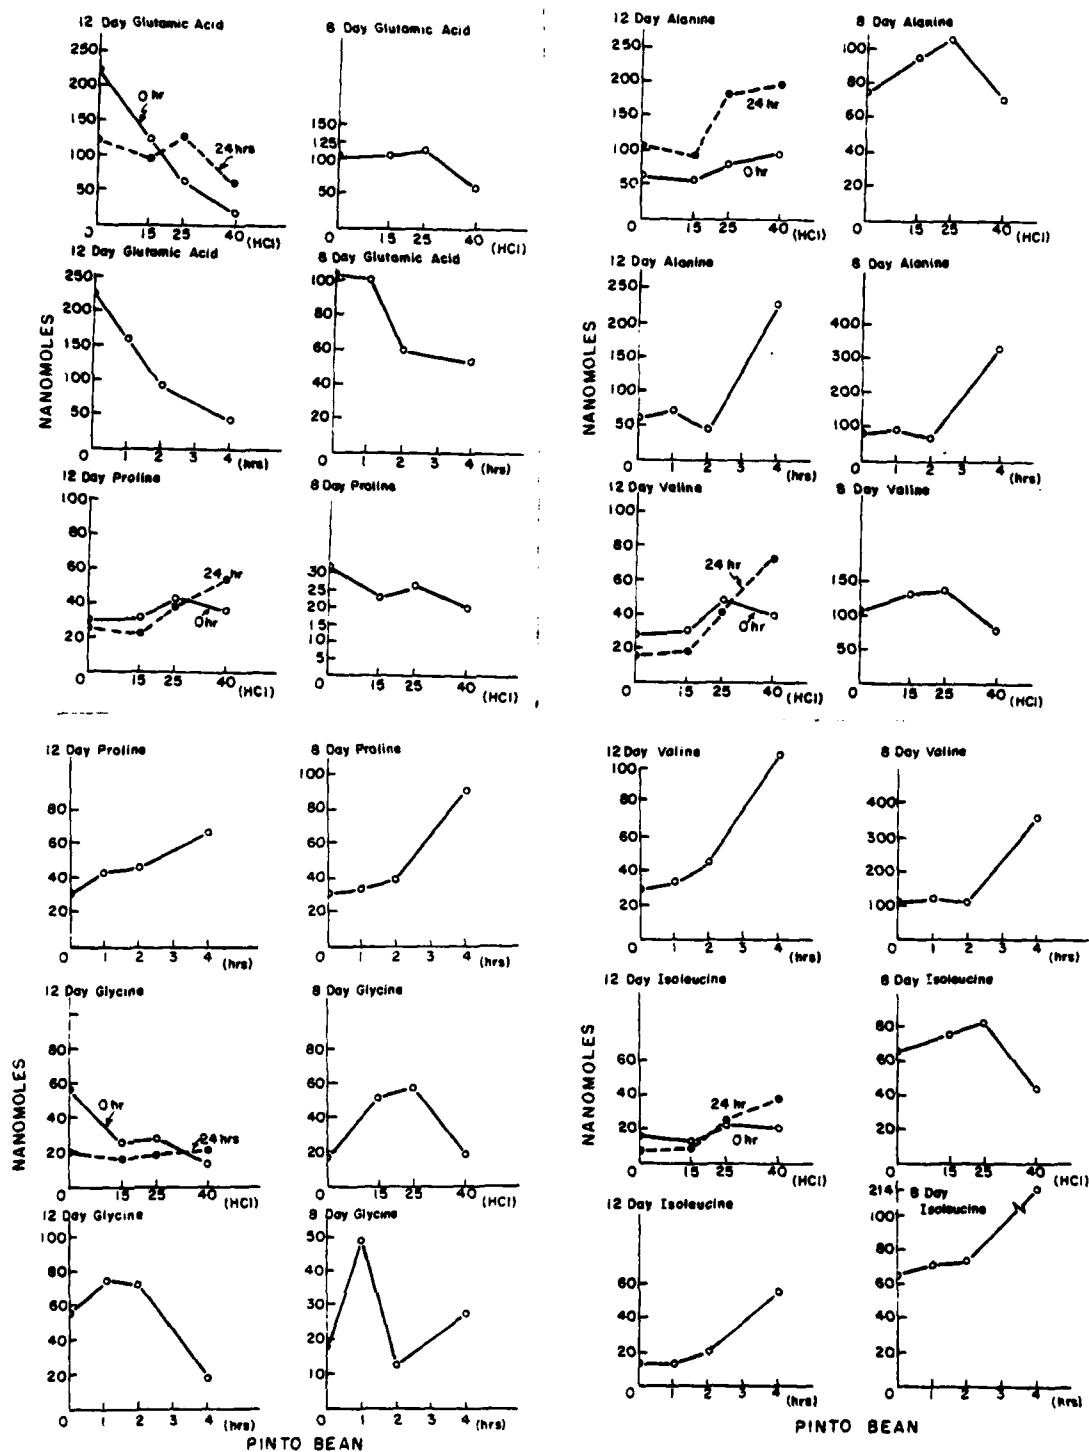 12 Day Glutamic Acid
250
200
150
100
50
0 hr
24 hrs
0 15 25 40 (HCl)
8 Day Glutamic Acid
150
125
100
50
0 15 25 40 (HCl)
12 Day Glutamic Acid
250
200
150
100
50
0 1 2 3 4 (hrs)
8 Day Glutamic Acid
100
80
60
40
20
0 1 2 3 4 (hrs)
NANOMOLES
12 Day Proline
100
80
60
40
20
24 hr
0 hr
0 15 25 40 (HCl)
8 Day Proline
30
25
20
15
10
5
0 15 25 40 (HCl)
12 Day Alanine
250
200
150
100
50
24 hr
0 hr
0 15 25 40 (HCl)
8 Day Alanine
100
80
60
40
20
0 15 25 40 (HCl)
12 Day Alanine
250
200
150
100
50
0 1 2 3 4 (hrs)
8 Day Alanine
400
300
200
100
0 1 2 3 4 (hrs)
NANOMOLES
12 Day Valine
100
80
60
40
20
24 hr
0 hr
0 15 25 40 (HCl)
8 Day Valine
150
100
50
0 15 25 40 (HCl)
12 Day Proline
80
60
40
20
0 1 2 3 4 (hrs)
8 Day Proline
100
80
60
40
20
0 1 2 3 4 (hrs)
12 Day Glycine
80
60
40
20
0 hr
24 hrs
0 15 25 40 (HCl)
8 Day Glycine
80
60
40
20
0 15 25 40 (HCl)
NANOMOLES
12 Day Glycine
100
80
60
40
20
0 1 2 3 4 (hrs)
8 Day Glycine
50
40
30
20
10
0 1 2 3 4 (hrs)
PINTO BEAN
12 Day Valine
100
80
60
40
20
0 1 2 3 4 (hrs)
8 Day Valine
400
300
200
100
0 1 2 3 4 (hrs)
12 Day Isoleucine
60
40
20
24 hr
0 hr
0 15 25 40 (HCl)
8 Day Isoleucine
80
60
40
20
0 15 25 40 (HCl)
NANOMOLES
12 Day Isoleucine
60
40
20
0 1 2 3 4 (hrs)
8 Day
Isoleucine
214
100
80
60
40
20
0 1 2 3 4 (hrs)
PINTO BEAN